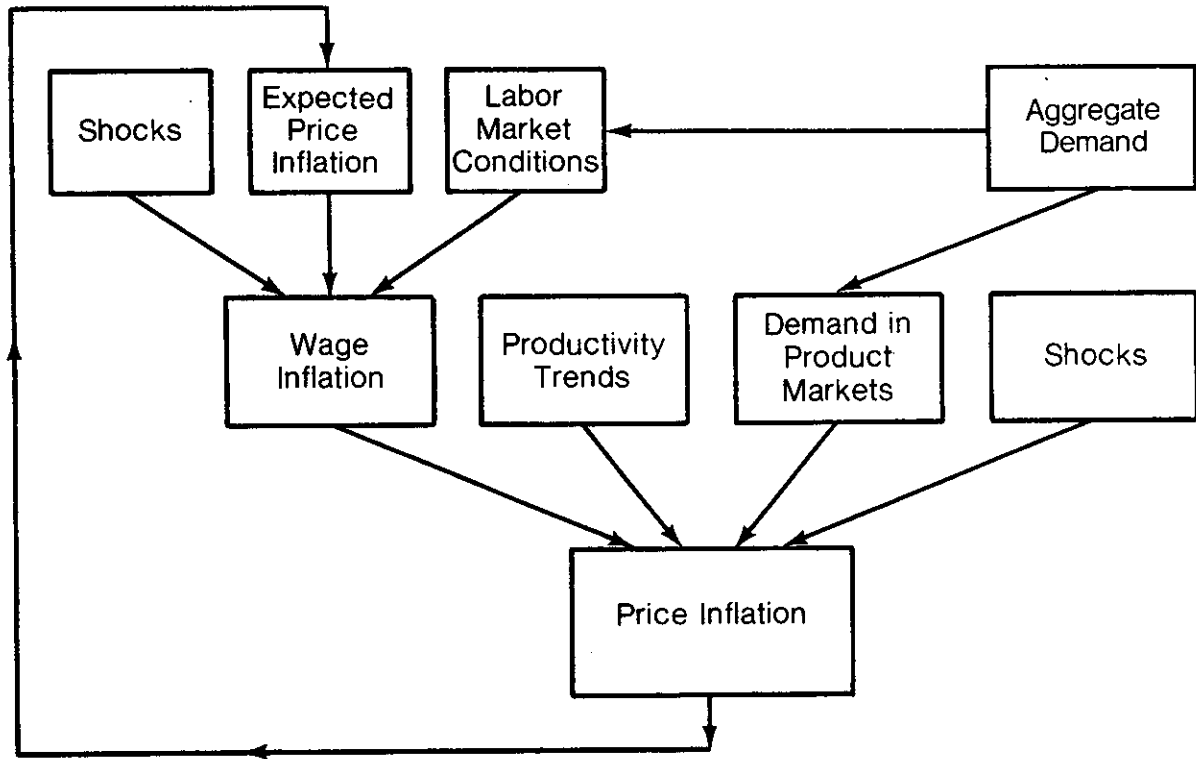 Shocks
Expected
Price
Inflation
Labor
Market
Conditions
Aggregate
Demand
Wage
Inflation
Productivity
Trends
Demand in
Product
Markets
Shocks
Price Inflation